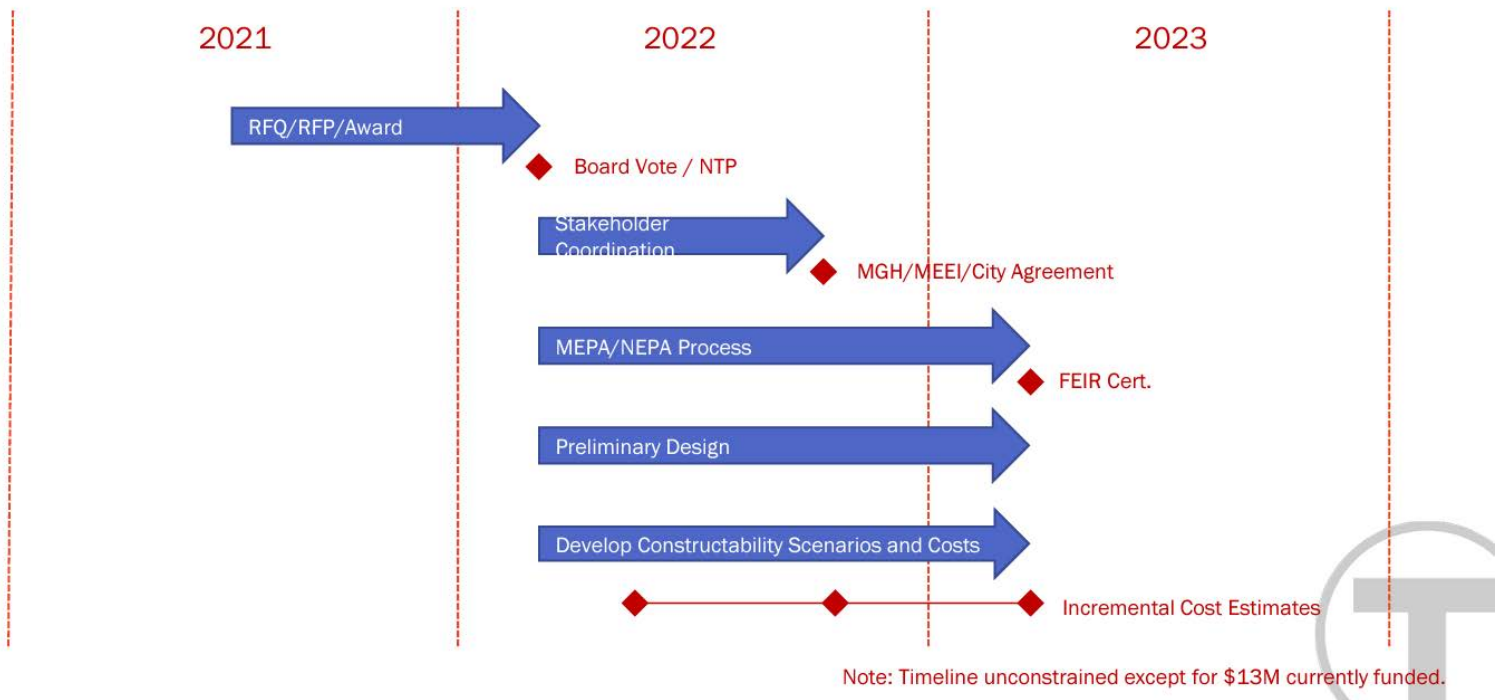 2021
2022
2023
RFQ/RFP/Award
Board Vote / NTP
Stakeholder
Coordination
MGH/MEEI/City Agreement
MEPA/NEPA Process
FEIR Cert.
Preliminary Design
Develop Constructability Scenarios and Costs
Incremental Cost Estimates
T
Note: Timeline unconstrained except for $13M currently funded.